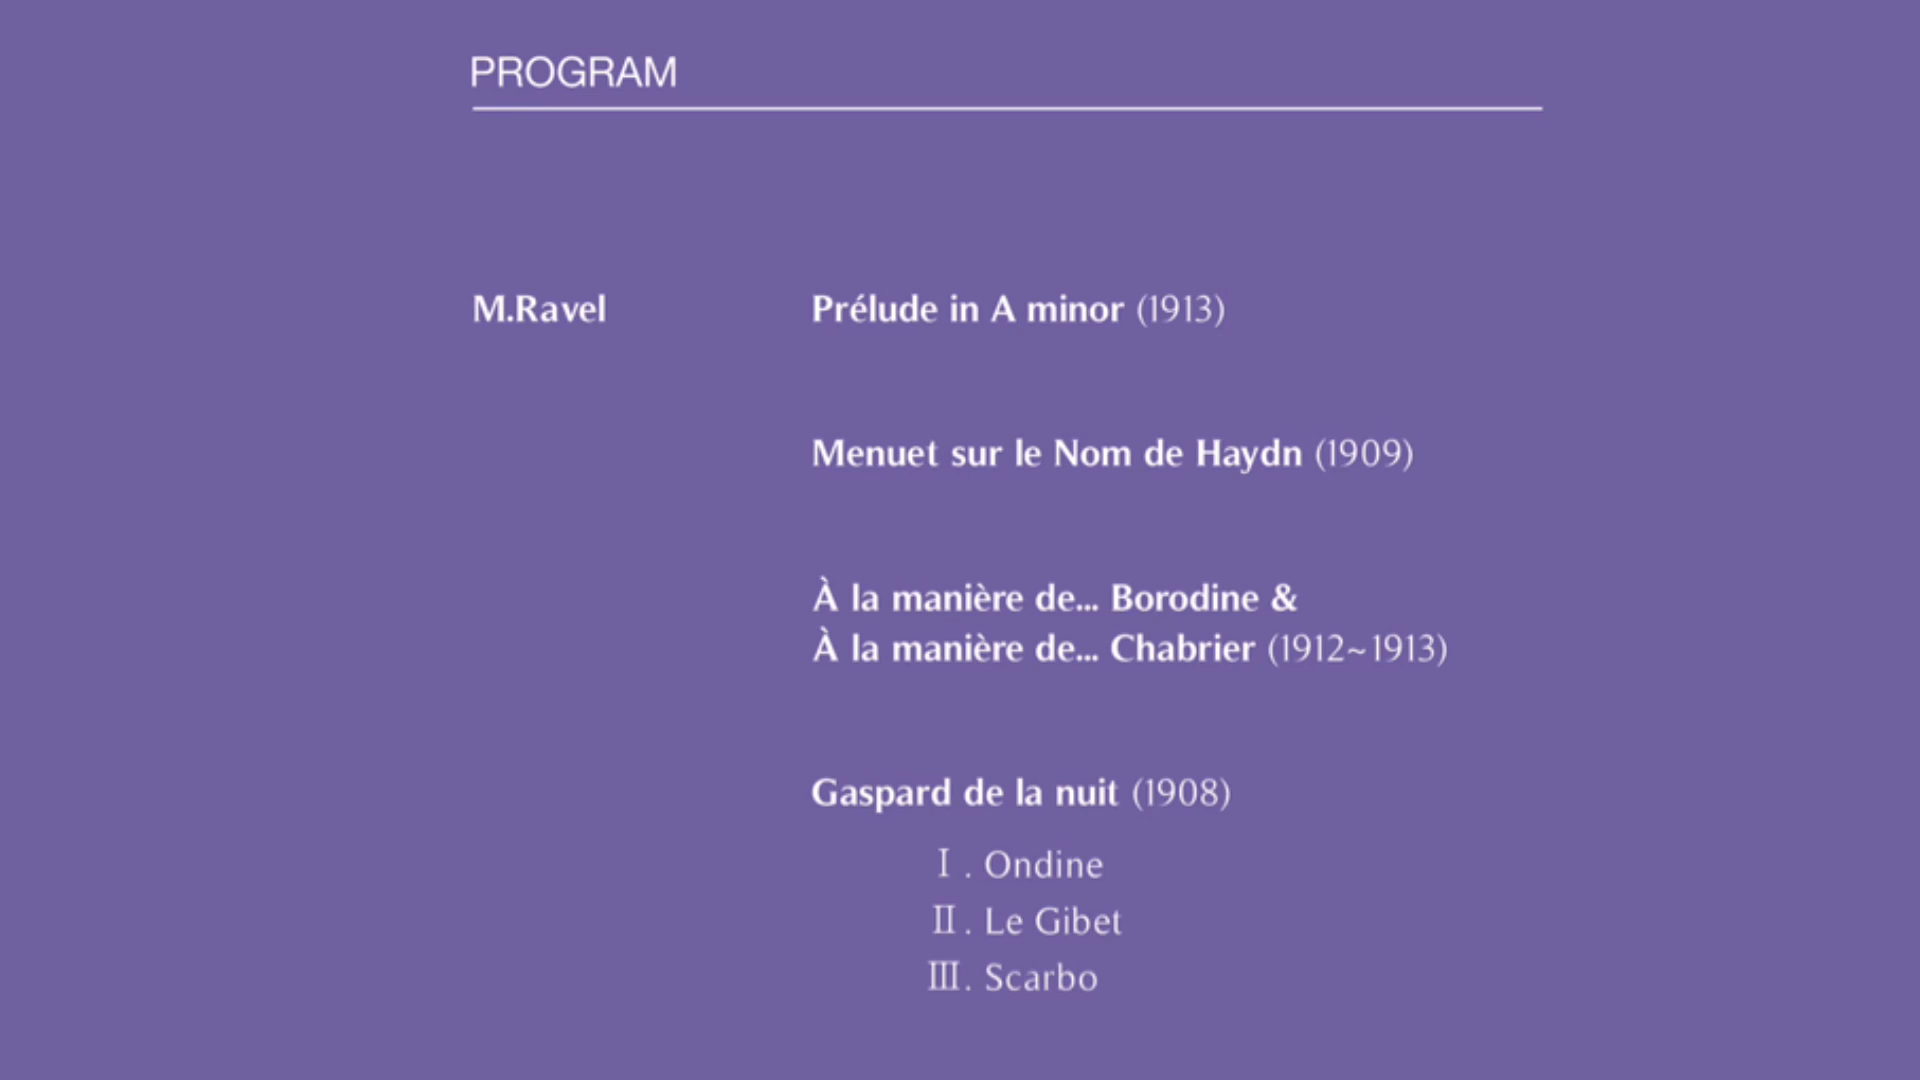 PROGRAM
M.Ravel Prélude in A minor (1913)
Menuet sur le Nom de Haydn (1909)
À la manière de... Borodine &
À la manière de... Chabrier (1912~1913)
Gaspard de la nuit (1908)
Ⅰ. Ondine
Ⅱ. Le Gibet
Ⅲ. Scarbo